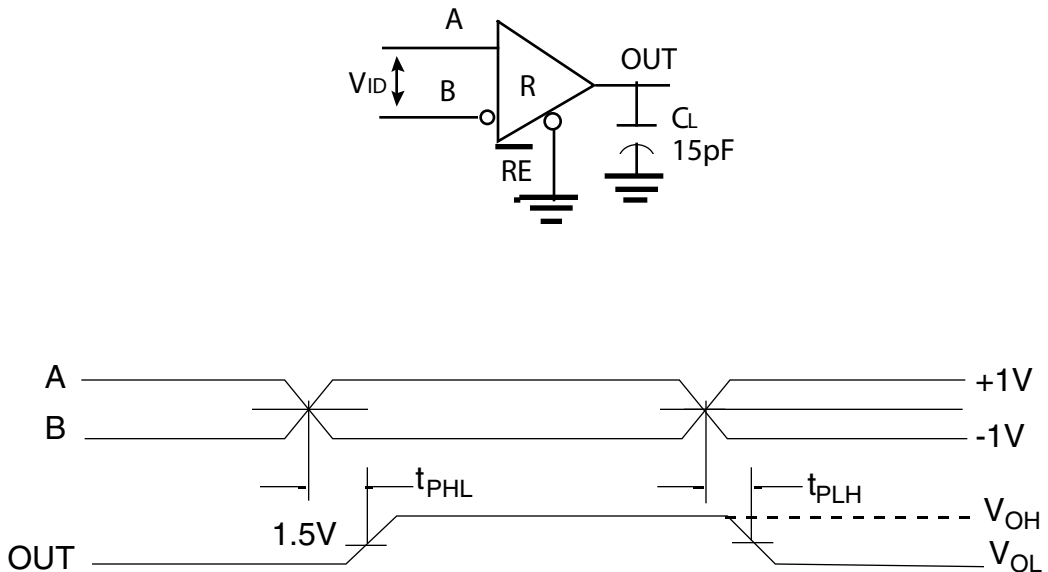 A
OUT
VID
B
R
CL
15pF
RE
A
+1V
B
-1V
tPHL
tPLH
1.5V
VOH
OUT
VOL